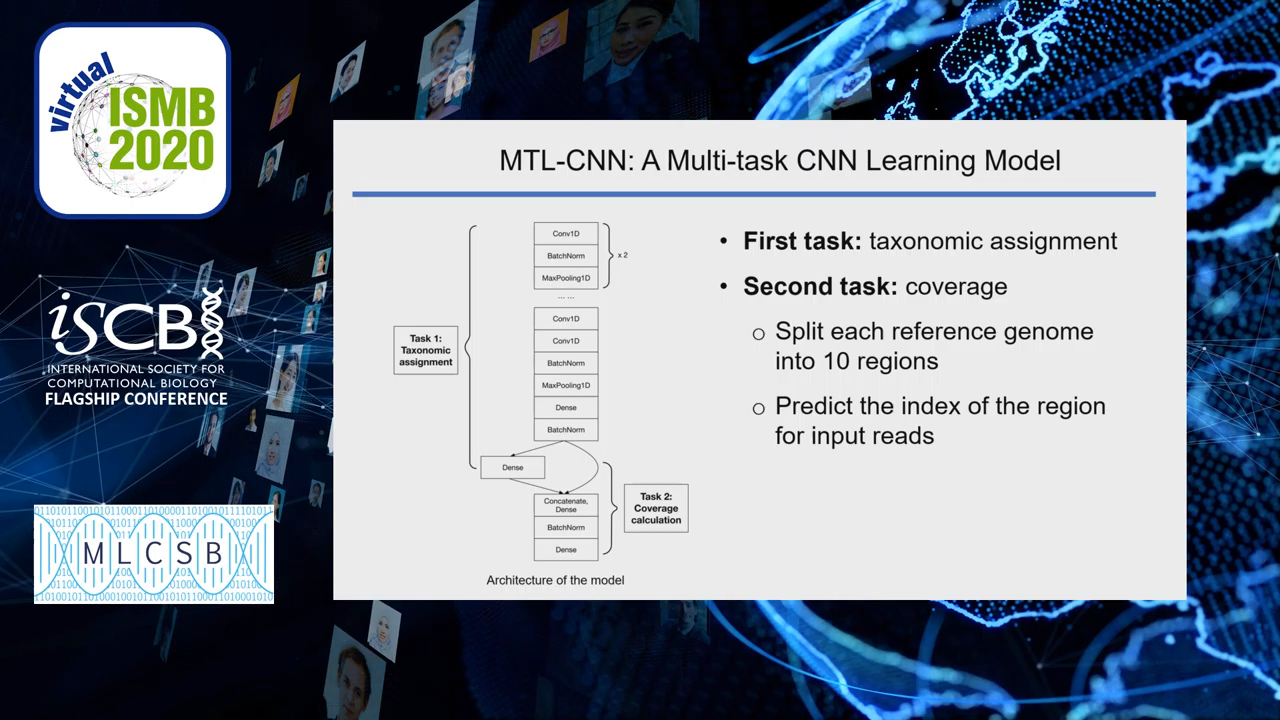 virtual
ISMB
2020
iSCB
INTERNATIONAL SOCIETY FOR
COMPUTATIONAL BIOLOGY
FLAGSHIP CONFERENCE
MLCSB
MTL-CNN: A Multi-task CNN Learning Model
Conv1D
BatchNorm
MaxPooling1D
x 2
... ...
Conv1D
Conv1D
BatchNorm
MaxPooling1D
Dense
BatchNorm
Task 1:
Taxonomic
assignment
Dense
Concatenate,
Dense
BatchNorm
Dense
Task 2:
Coverage
calculation
Architecture of the model
• First task: taxonomic assignment
• Second task: coverage
o Split each reference genome
into 10 regions
o Predict the index of the region
for input reads